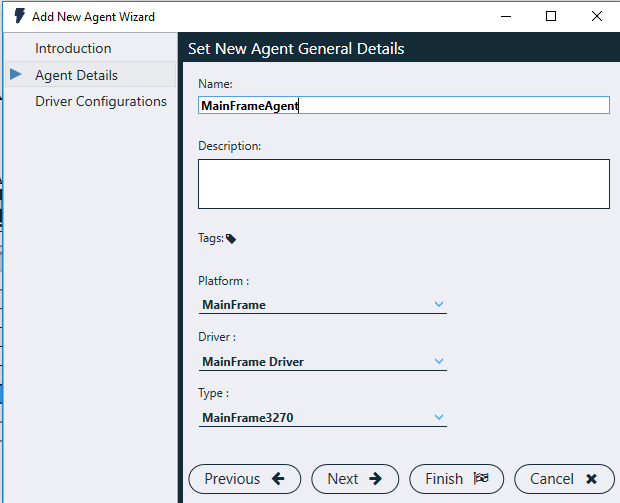 Add New Agent Wizard
Introduction
Agent Details
Driver Configurations
Set New Agent General Details
Name:
MainFrameAgent
Description:
Tags:
Platform :
MainFrame
Driver :
MainFrame Driver
Type :
MainFrame3270
Previous
Next
Finish
Cancel